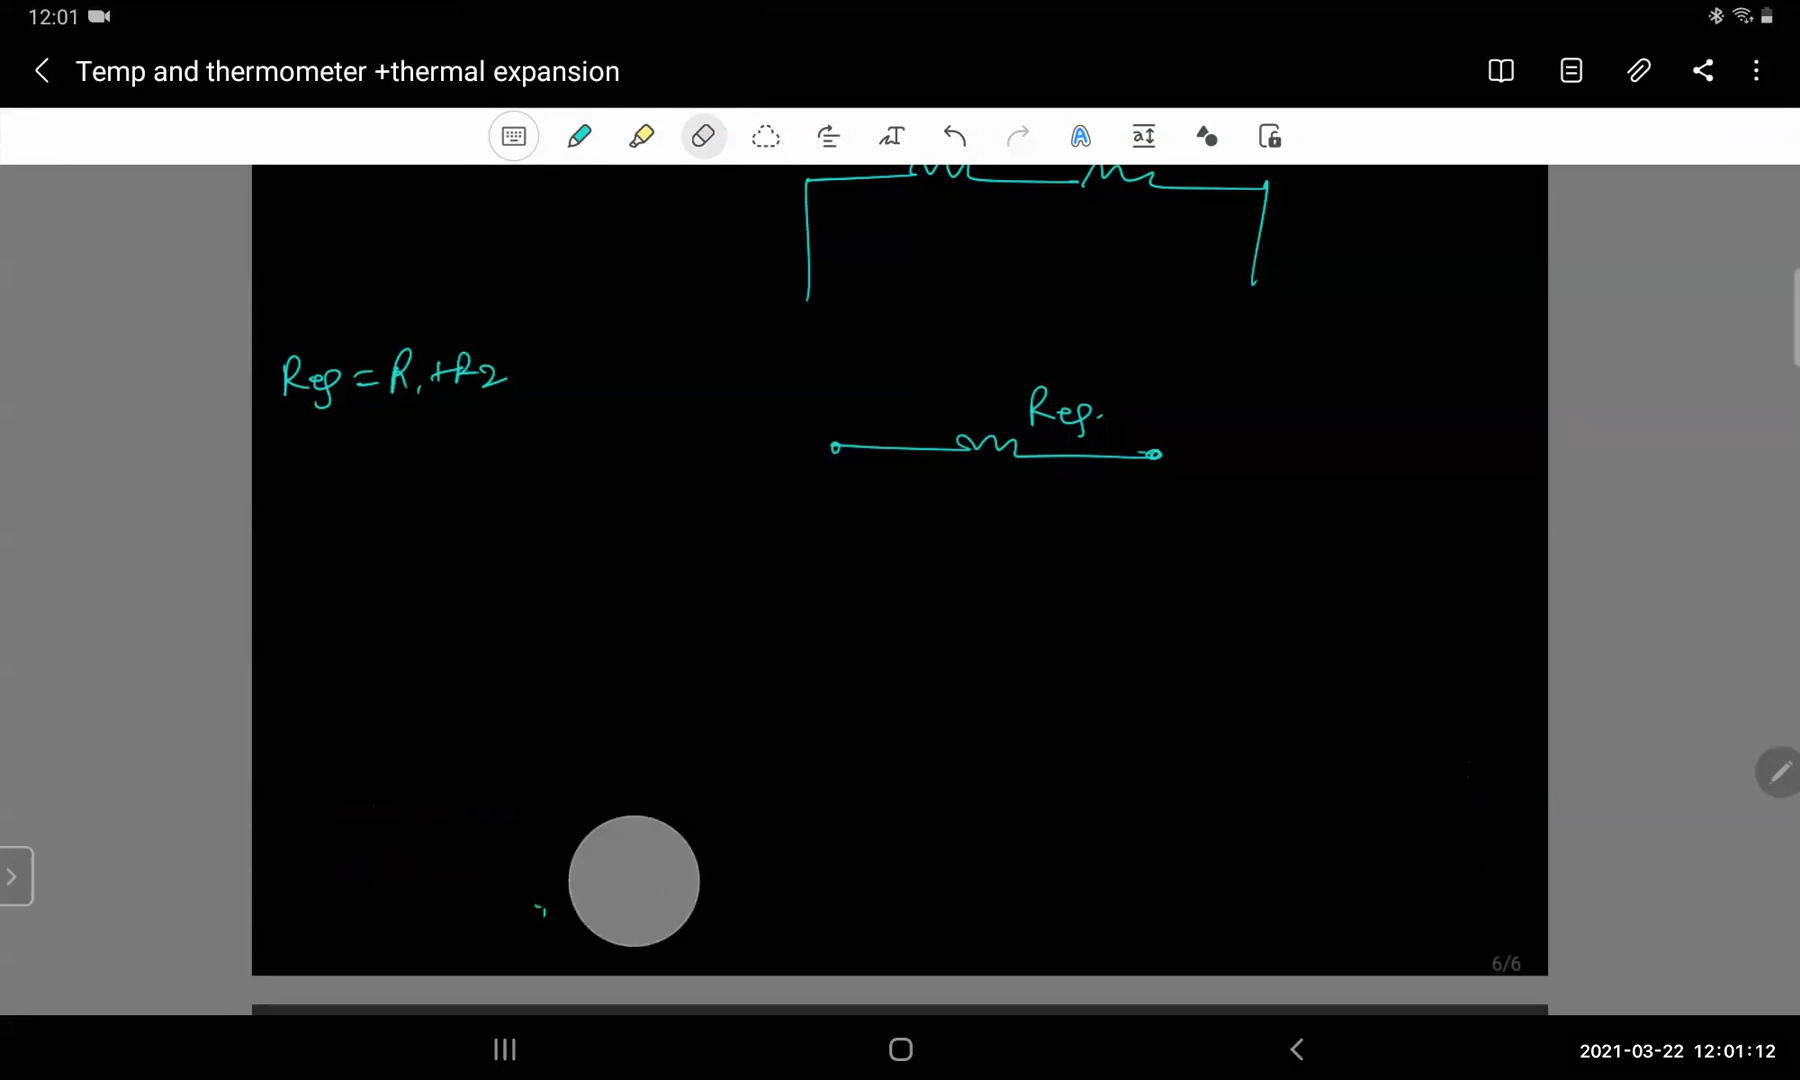 12:01
Temp and thermometer +thermal expansion
Req = R1 + R2
Req.
6/6
2021-03-22 12:01:12